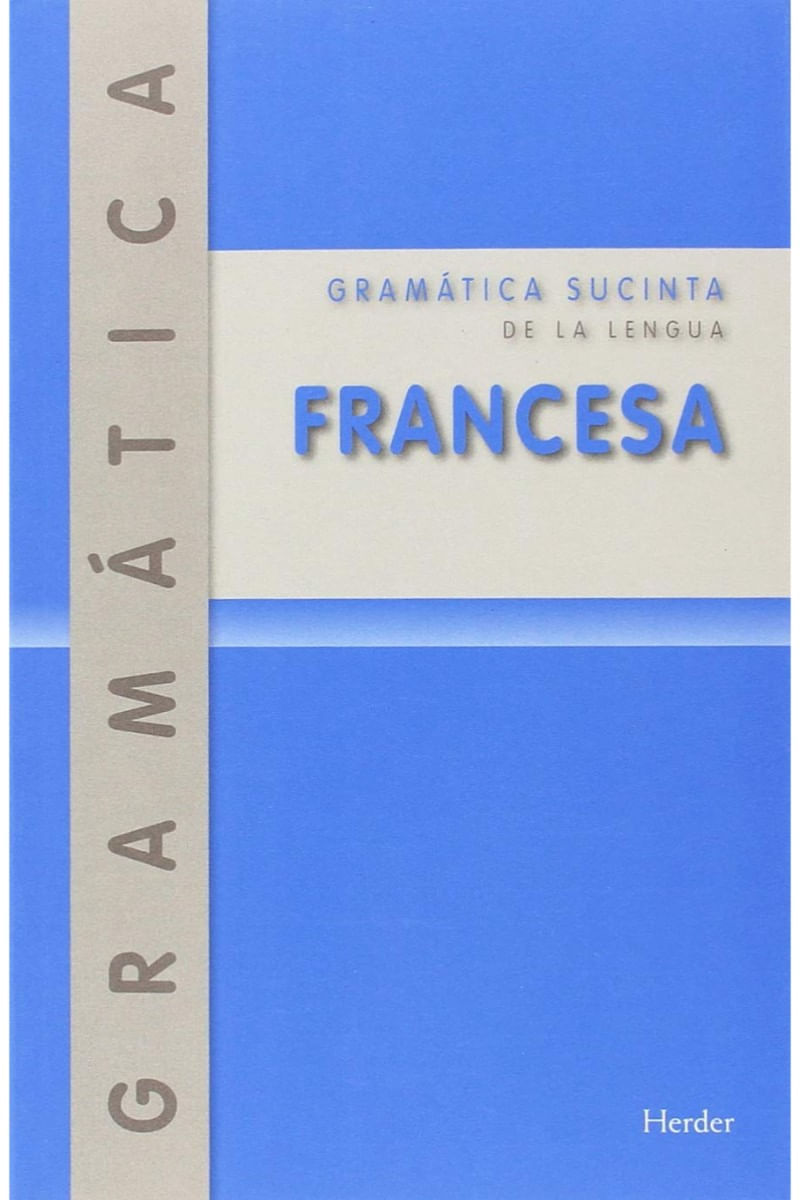 GRAMÁTICA
GRAMÁTICA SUCINTA
DE LA LENGUA
FRANCESA
Herder